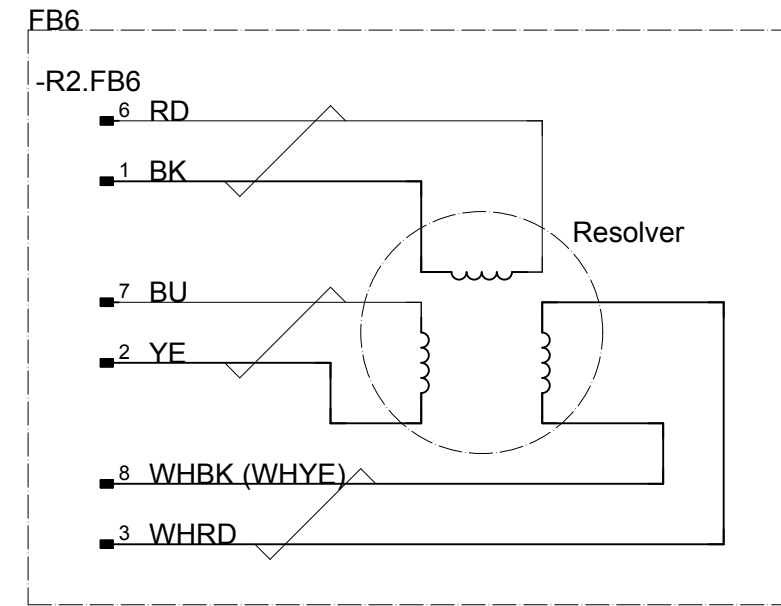 FB6
-R2.FB6
6 RD
1 BK
Resolver
7 BU
2 YE
8 WHBK (WHYE)
3 WHRD